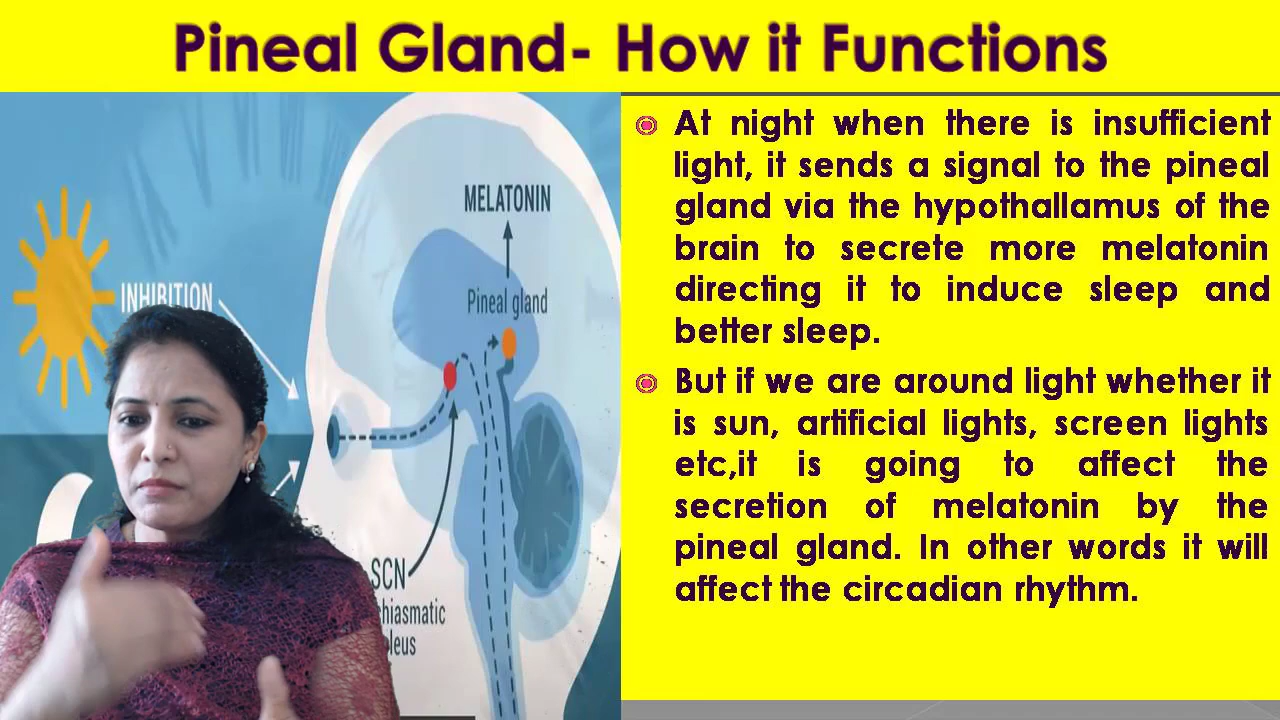 Pineal Gland- How it Functions
INHIBITION
MELATONIN
Pineal gland
SCN
chiasmatic
leus
At night when there is insufficient
light, it sends a signal to the pineal
gland via the hypothallamus of the
brain to secrete more melatonin
directing it to induce sleep and
better sleep.
But if we are around light whether it
is sun, artificial lights, screen lights
etc,it is going to affect the
secretion of melatonin by the
pineal gland. In other words it will
affect the circadian rhythm.